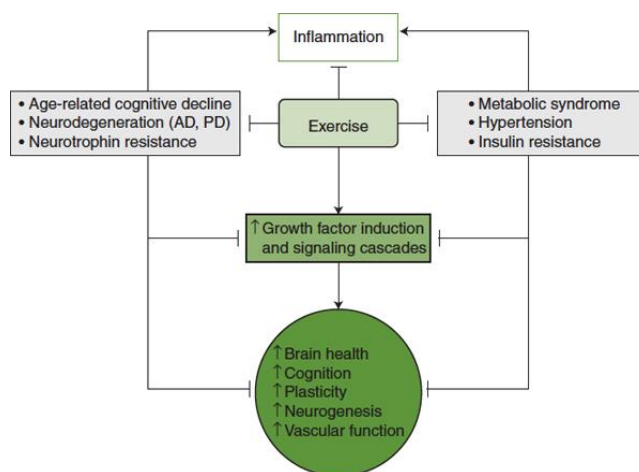 Inflammation
• Age-related cognitive decline
• Neurodegeneration (AD, PD)
• Neurotrophin resistance
Exercise
• Metabolic syndrome
• Hypertension
• Insulin resistance
↑Growth factor induction
and signaling cascades
↑Brain health
↑Cognition
↑Plasticity
↑Neurogenesis
↑Vascular function